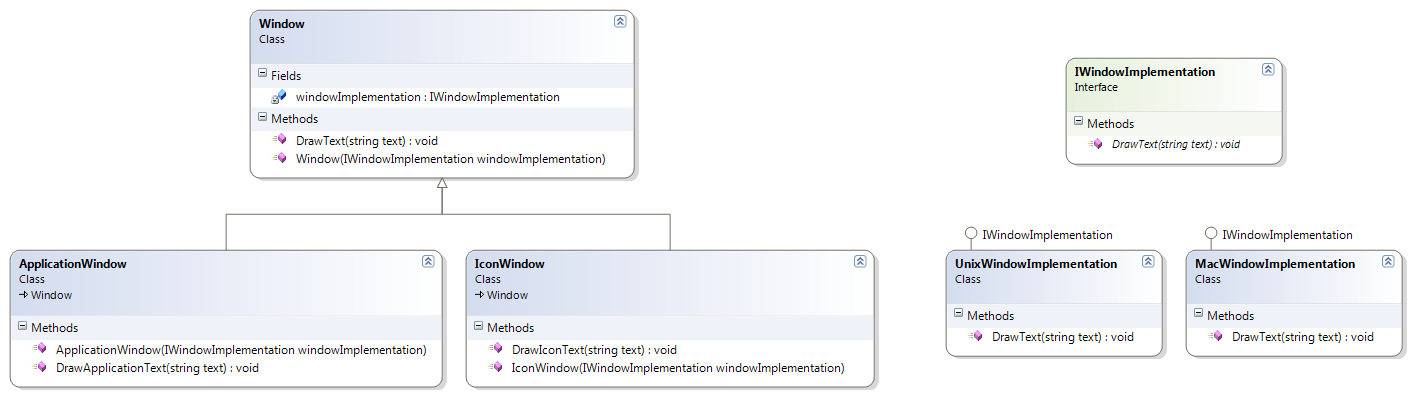 Window
Class
Fields
windowImplementation : IWindowImplementation
Methods
DrawText(string text) : void
Window(IWindowImplementation windowImplementation)
IWindowImplementation
Interface
Methods
DrawText(string text) : void
ApplicationWindow
Class
Window
Methods
ApplicationWindow(IWindowImplementation windowImplementation)
DrawApplicationText(string text) : void
IconWindow
Class
Window
Methods
DrawIconText(string text) : void
IconWindow(IWindowImplementation windowImplementation)
IWindowImplementation
UnixWindowImplementation
Class
Methods
DrawText(string text) : void
IWindowImplementation
MacWindowImplementation
Class
Methods
DrawText(string text) : void